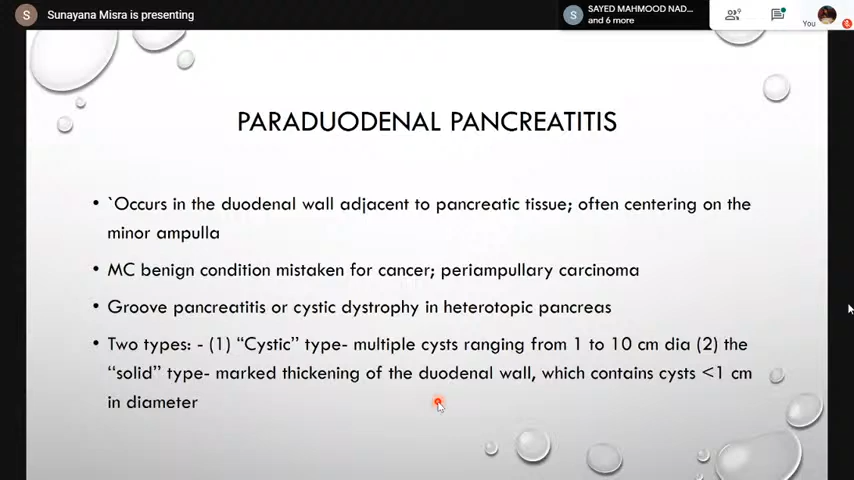 S
Sunayana Misra is presenting
S
SAYED MAHMOOD NAD...
and 6 more
9
You
PARADUODENAL PANCREATITIS
• `Occurs in the duodenal wall adjacent to pancreatic tissue; often centering on the
minor ampulla
• MC benign condition mistaken for cancer; periampullary carcinoma
• Groove pancreatitis or cystic dystrophy in heterotopic pancreas
• Two types: - (1) “Cystic” type- multiple cysts ranging from 1 to 10 cm dia (2) the
“solid” type- marked thickening of the duodenal wall, which contains cysts <1 cm
in diameter